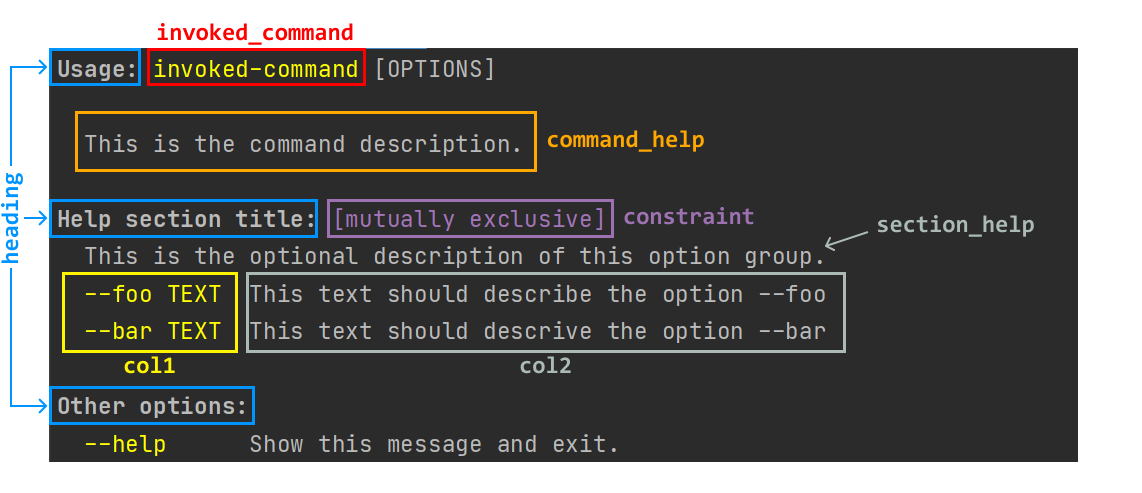 invoked_command
Usage: invoked-command [OPTIONS]
This is the command description. command_help
heading
Help section title: [mutually exclusive] constraint
section_help
This is the optional description of this option group.
--foo TEXT This text should describe the option --foo
--bar TEXT This text should descrive the option --bar
col1 col2
Other options:
--help Show this message and exit.